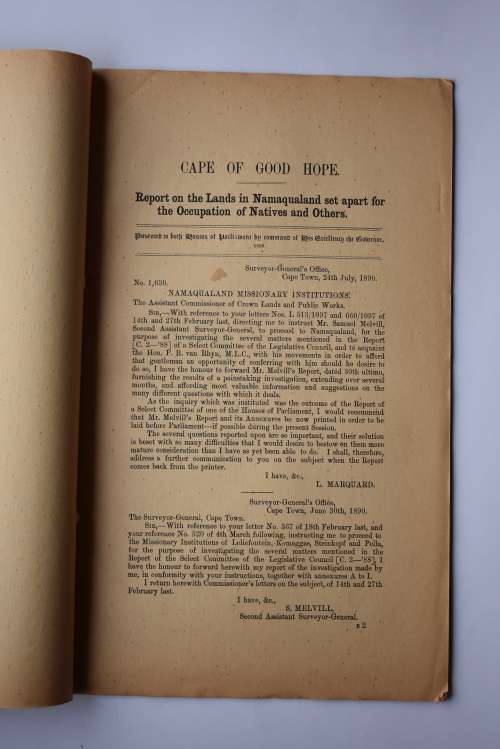 CAPE OF GOOD HOPE.
Report on the Lands in Namaqualand set apart for
the Occupation of Natives and Others.
Presented to both Houses of Parliament by command of His Excellency the Governor.
1890.
Surveyor-General's Office,
Cape Town, 24th July, 1890.
No. 1,030.
NAMAQUALAND MISSIONARY INSTITUTIONS.
The Assistant Commissioner of Crown Lands and Public Works.
SIR,—With reference to your letters Nos. L 513/1097 and 669/1097 of
14th and 27th February last, directing me to instruct Mr. Samuel Melvill,
Second Assistant Surveyor-General, to proceed to Namaqualand, for the
purpose of investigating the several matters mentioned in the Report
(C. 2—'88] of a Select Committee of the Legislative Council, and to acquaint
the Hon. P. B. van Rhyn, M.L.C., with his movements in order to afford
that gentleman an opportunity of conferring with him should he desire to
do so, I have the honour to forward Mr. Melvill's Report, dated 30th ultimo,
furnishing the results of a painstaking investigation, extending over several
months, and affording most valuable information and suggestions on the
many different questions with which it deals.
As the inquiry which was instituted was the outcome of the Report of
a Select Committee of one of the Houses of Parliament, I would recommend
that Mr. Melvill's Report and its Annexures be now printed in order to be
laid before Parliament—if possible during the present Session.
The several questions reported upon are so important, and their solution
is beset with so many difficulties that I would desire to bestow on them more
mature consideration than I have as yet been able to do. I shall, therefore,
address a further communication to you on the subject when the Report
comes back from the printer.
I have, &c.,
L. MARQUARD.
Surveyor-General's Office,
Cape Town, June 30th, 1890.
The Surveyor-General, Cape Town.
SIR,—With reference to your letter No. 367 of 18th February last, and
your reference No. 520 of 4th March following, instructing me to proceed to
the Missionary Institutions of Leliefontein, Komaggas, Steinkopf and Pella,
for the purpose of investigating the several matters mentioned in the
Report of the Select Committee of the Legislative Council [C. 2—'88], I
have the honour to forward herewith my report of the investigation made by
me, in conformity with your instructions, together with annexures A to I.
I return herewith Commissioner's letters on the subject, of 14th and 27th
February last.
I have, &c.,
S. MELVILL,
Second Assistant Surveyor-General.
B 2